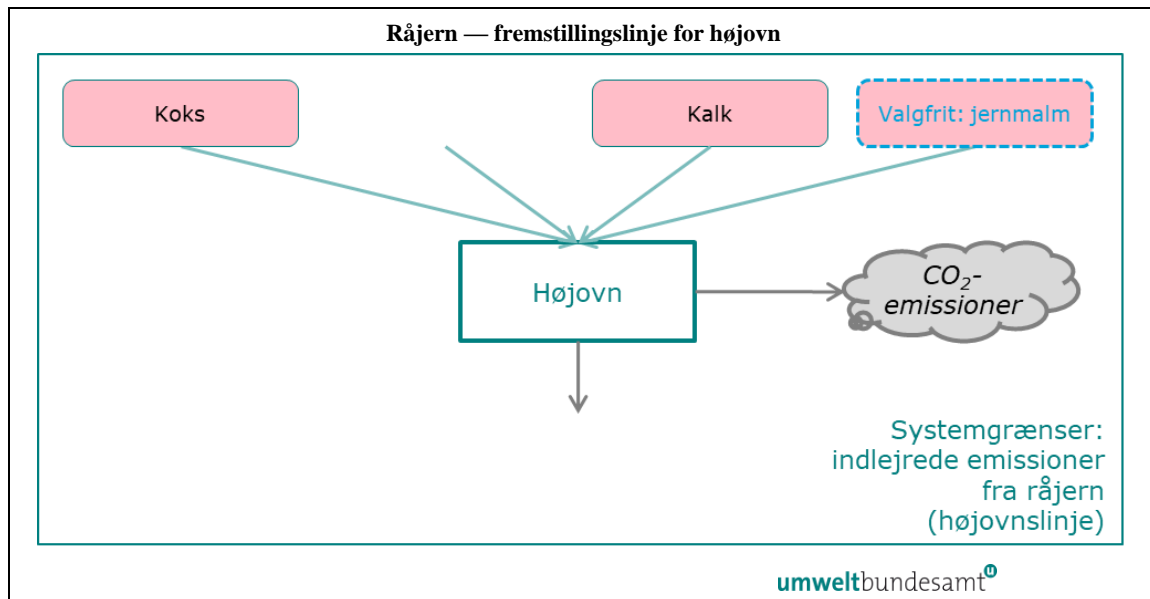 Råjern — fremstillingslinje for højovn
Koks
Kalk
Valgfrit: jernmalm
Højovn
CO₂-
emissioner
Systemgrænser:
indlejrede emissioner
fra råjern
(højovnslinje)
umweltbundesamt u